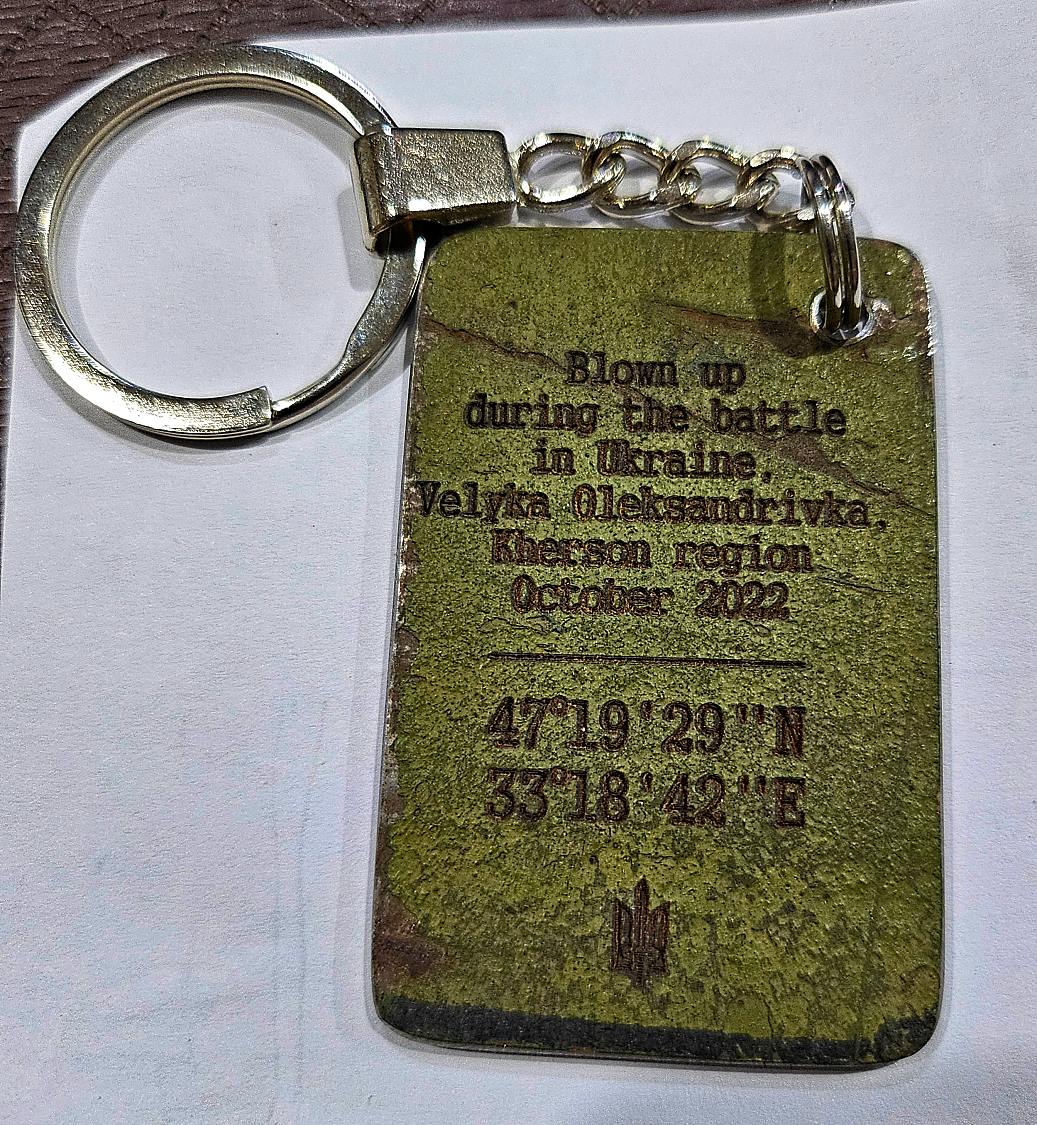 Blown up
during the battle
in Ukraine,
Velyka Oleksandrivka,
Kherson region
October 2022
47°19'29"N
33°18'42"E